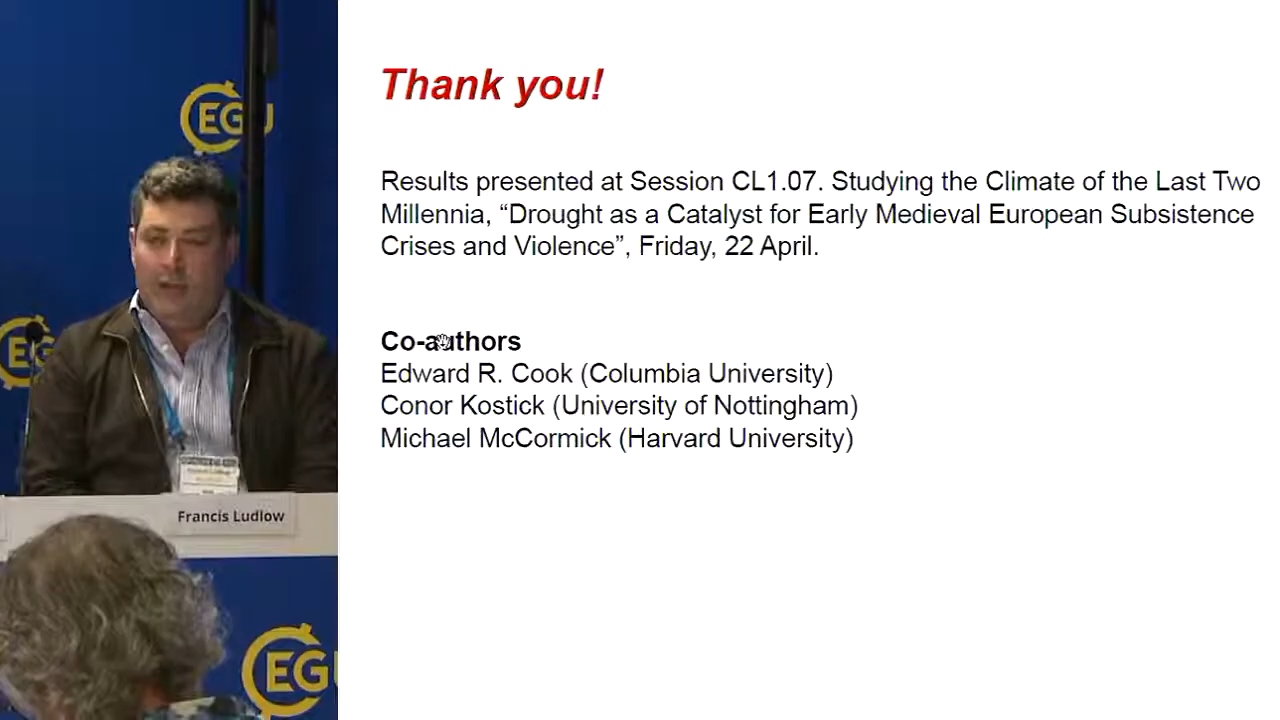 EGU
Thank you!
Results presented at Session CL1.07. Studying the Climate of the Last Two
Millennia, “Drought as a Catalyst for Early Medieval European Subsistence
Crises and Violence”, Friday, 22 April.
Co-authors
Edward R. Cook (Columbia University)
Conor Kostick (University of Nottingham)
Michael McCormick (Harvard University)
EG
Francis Ludlow
EGU